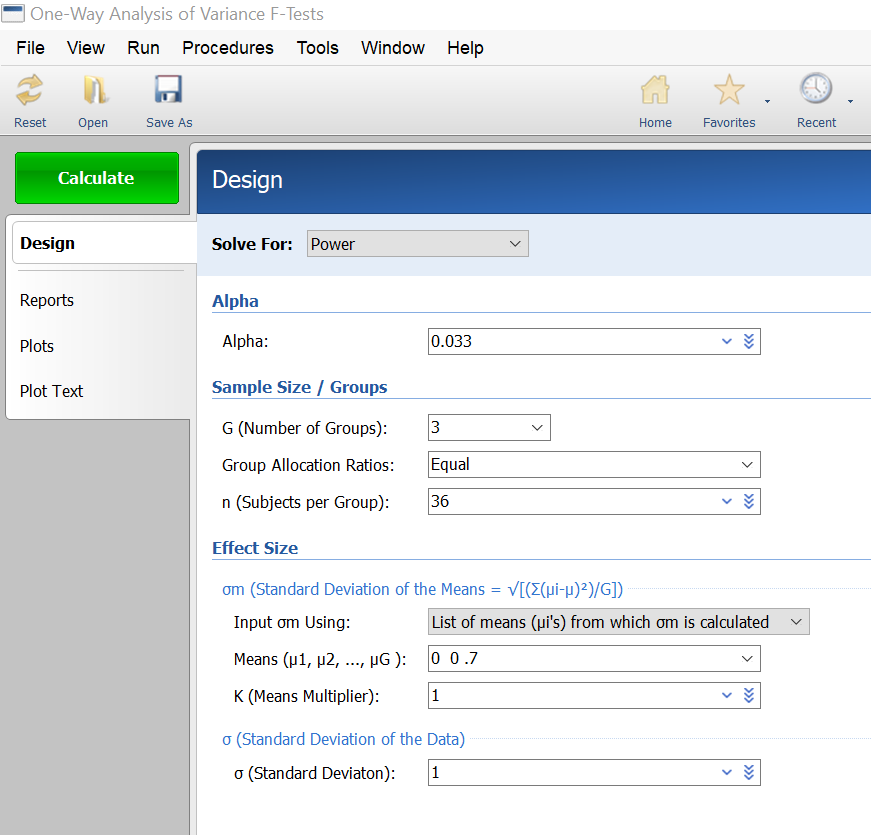 One-Way Analysis of Variance F-Tests
File View Run Procedures Tools Window Help
Reset Open Save As Home Favorites Recent
Calculate
Design
Design
Solve For: Power
Reports
Plots
Plot Text
Alpha
Alpha: 0.033
Sample Size / Groups
G (Number of Groups): 3
Group Allocation Ratios: Equal
n (Subjects per Group): 36
Effect Size
σm (Standard Deviation of the Means = √[(Σ(μi-μ)²)/G])
Input σm Using: List of means (μi's) from which σm is calculated
Means (μ1, μ2, ..., μG ): 0 0 .7
K (Means Multiplier): 1
σ (Standard Deviation of the Data)
σ (Standard Deviaton): 1